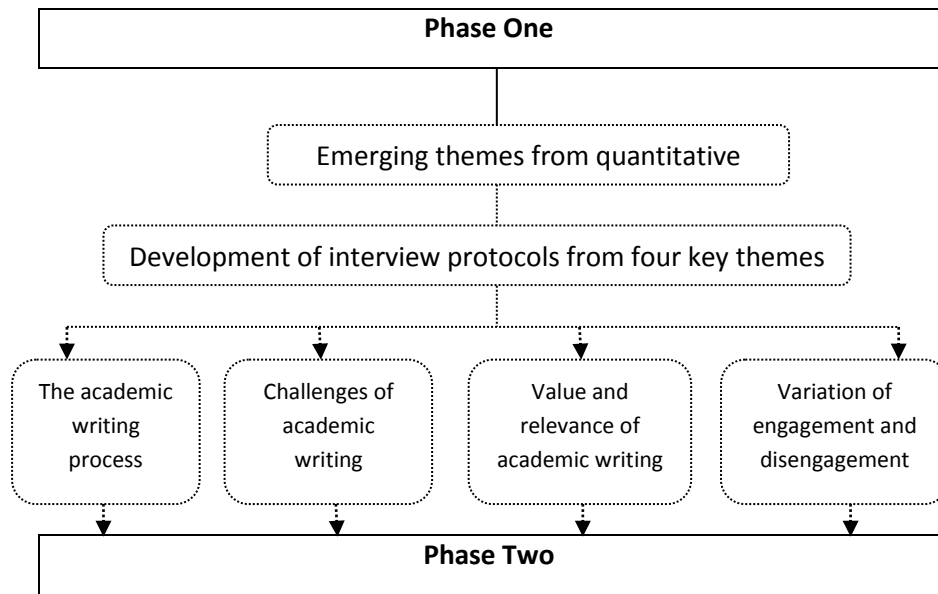 Phase One
Emerging themes from quantitative
Development of interview protocols from four key themes
The academic
writing
process
Challenges of
academic
writing
Value and
relevance of
academic writing
Variation of
engagement and
disengagement
Phase Two